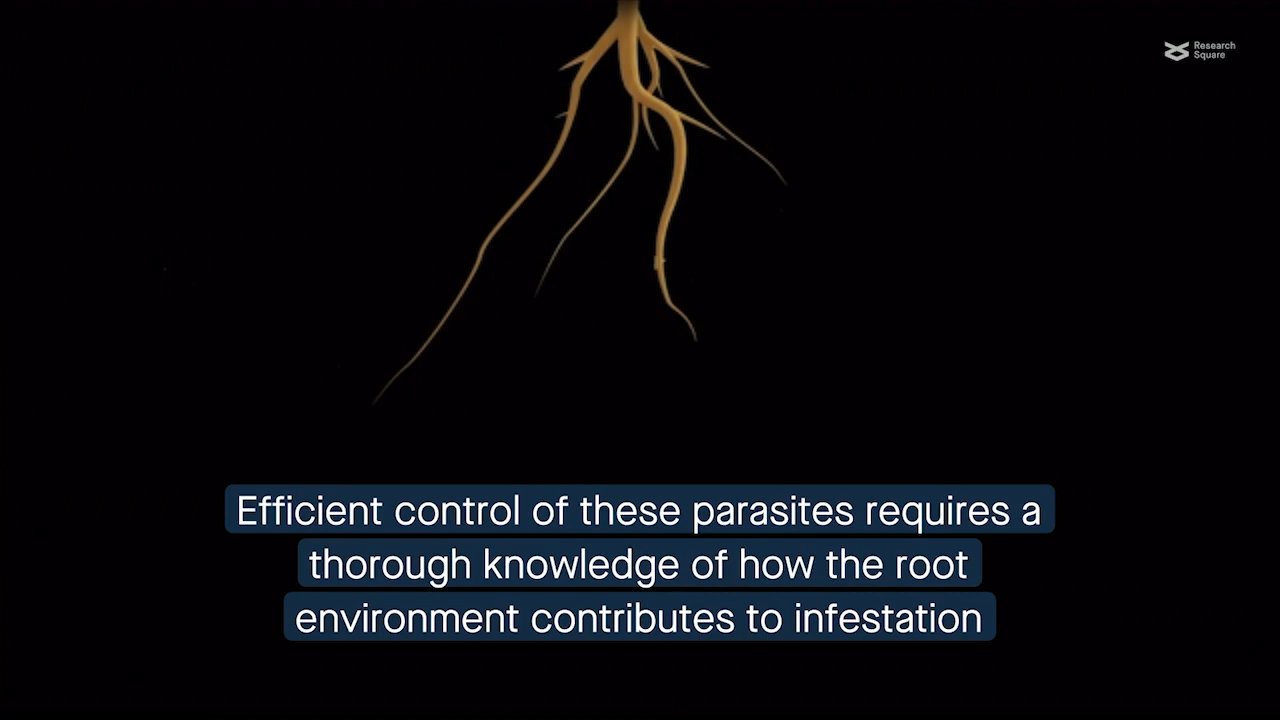 Research
Square
Efficient control of these parasites requires a
thorough knowledge of how the root
environment contributes to infestation